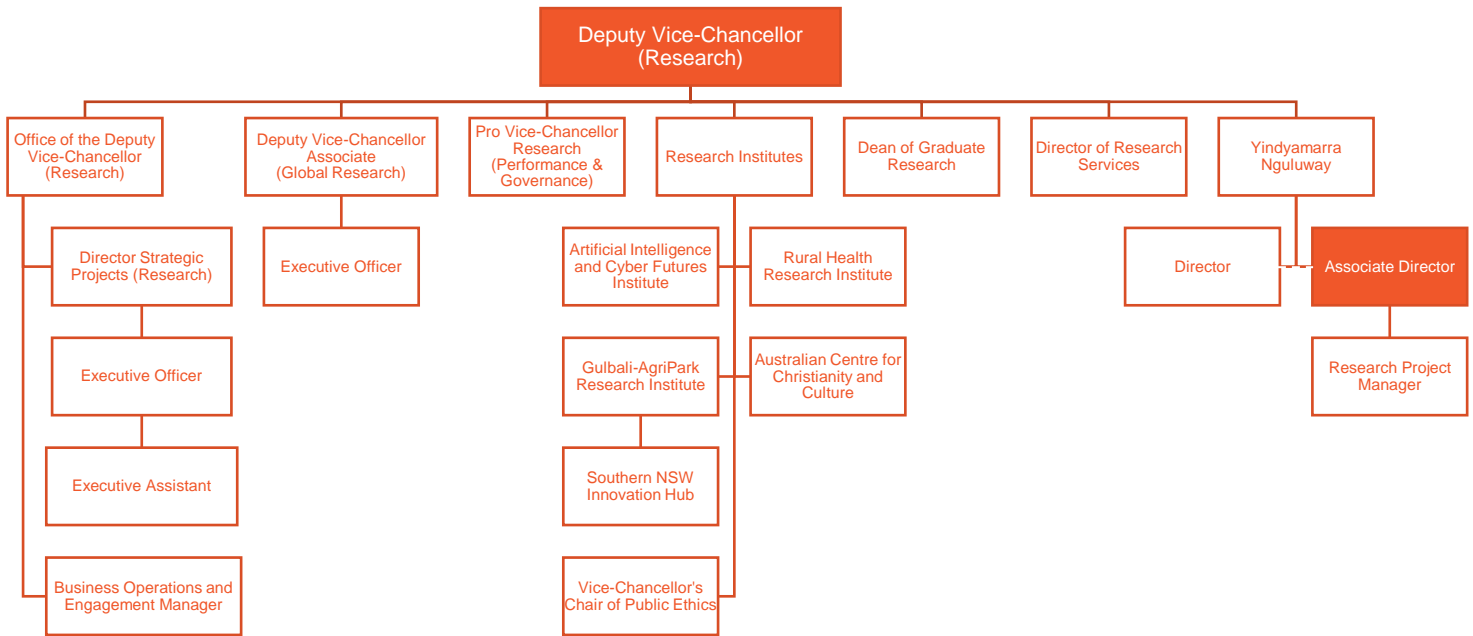 Deputy Vice-Chancellor
(Research)
Office of the Deputy
Vice-Chancellor
(Research)
Deputy Vice-Chancellor
Associate
(Global Research)
Pro Vice-Chancellor
Research
(Performance &
Governance)
Research Institutes
Dean of Graduate
Research
Director of Research
Services
Yindyamarra
Nguluway
Director Strategic
Projects (Research)
Executive Officer
Artificial Intelligence
and Cyber Futures
Institute
Rural Health
Research Institute
Director
Associate Director
Executive Officer
Gulbali-AgriPark
Research Institute
Australian Centre for
Christianity and
Culture
Research Project
Manager
Executive Assistant
Southern NSW
Innovation Hub
Business Operations and
Engagement Manager
Vice-Chancellor's
Chair of Public Ethics